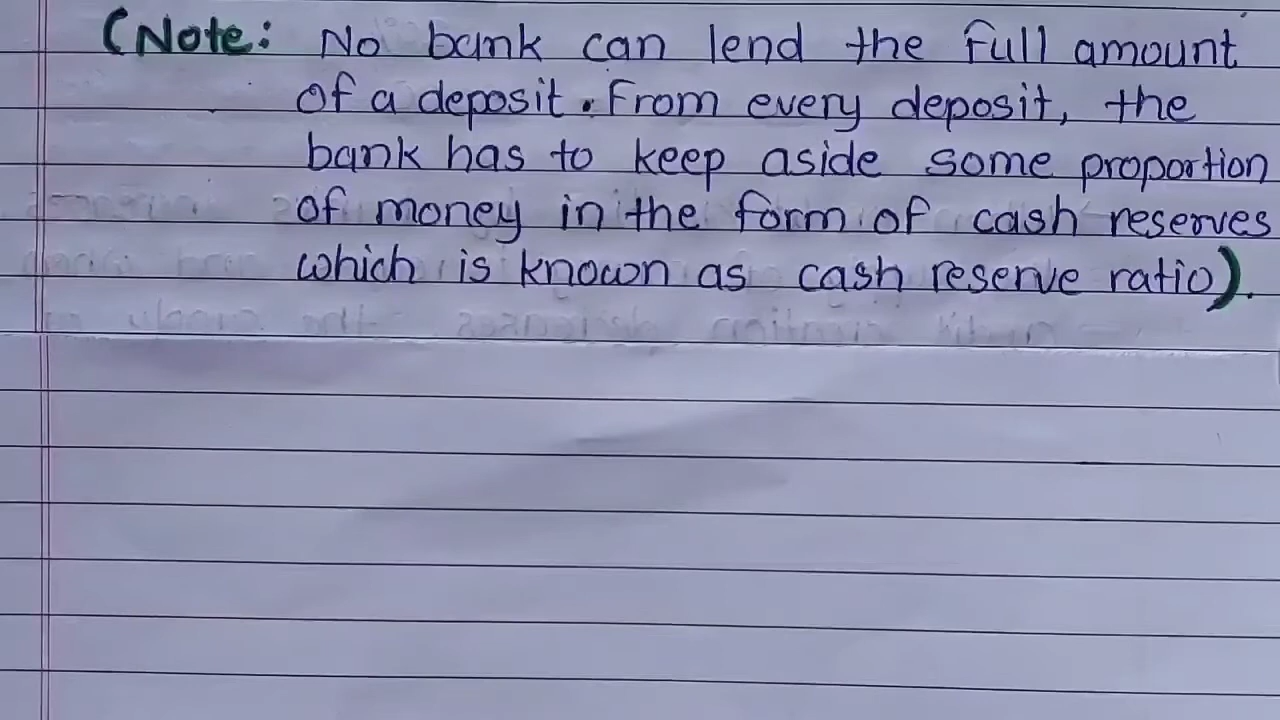 (Note: No bank can lend the full amount
of a deposit. From every deposit, the
bank has to keep aside some proportion
of money in the form of cash reserves
which is known as cash reserve ratio).